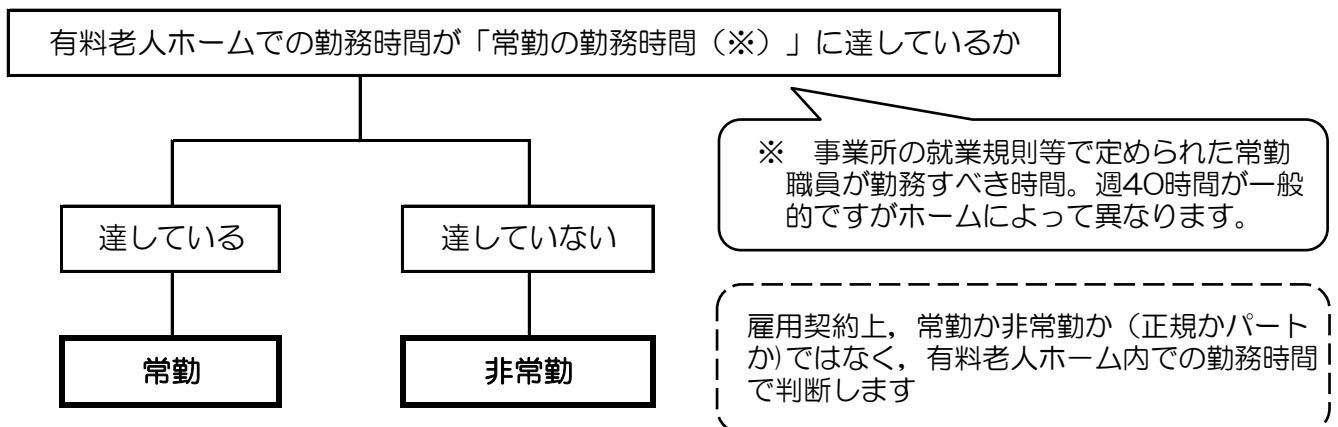 有料老人ホームでの勤務時間が「常勤の勤務時間（※）」に達しているか
※　事業所の就業規則等で定められた常勤
職員が勤務すべき時間。週40時間が一般
的ですがホームによって異なります。
達している
達していない
常勤
非常勤
雇用契約上，常勤か非常勤か（正規かパート
か)ではなく，有料老人ホーム内での勤務時間
で判断します